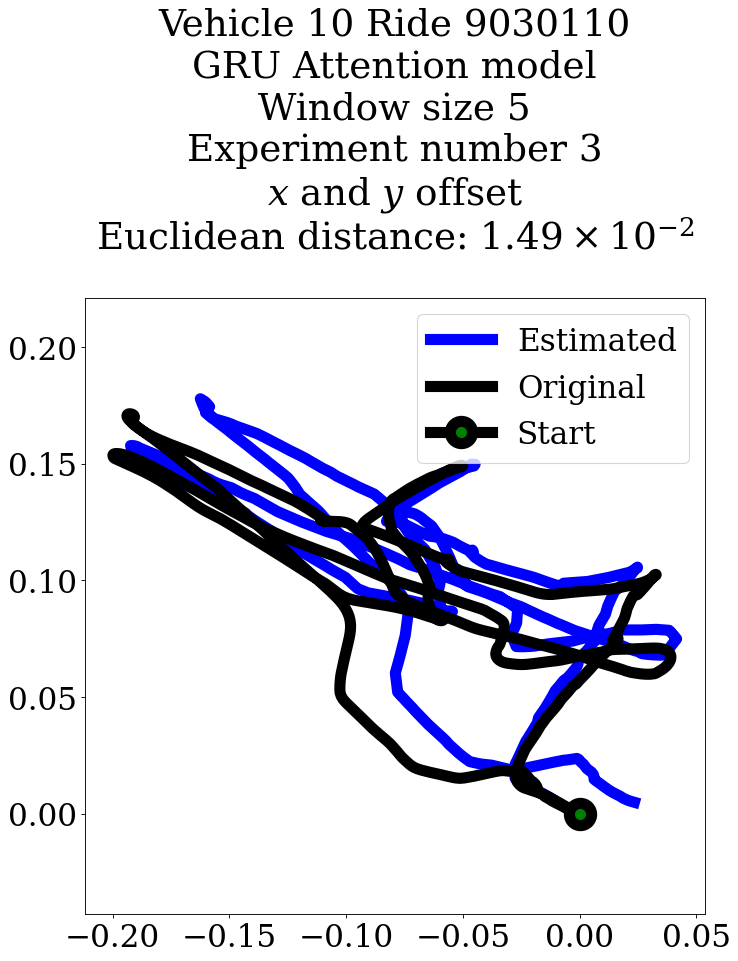 Vehicle 10 Ride 9030110
GRU Attention model
Window size 5
Experiment number 3
x and y offset
Euclidean distance: 1.49 × 10⁻²
Estimated
Original
Start
0.20
0.15
0.10
0.05
0.00
−0.20 −0.15 −0.10 −0.05 0.00 0.05